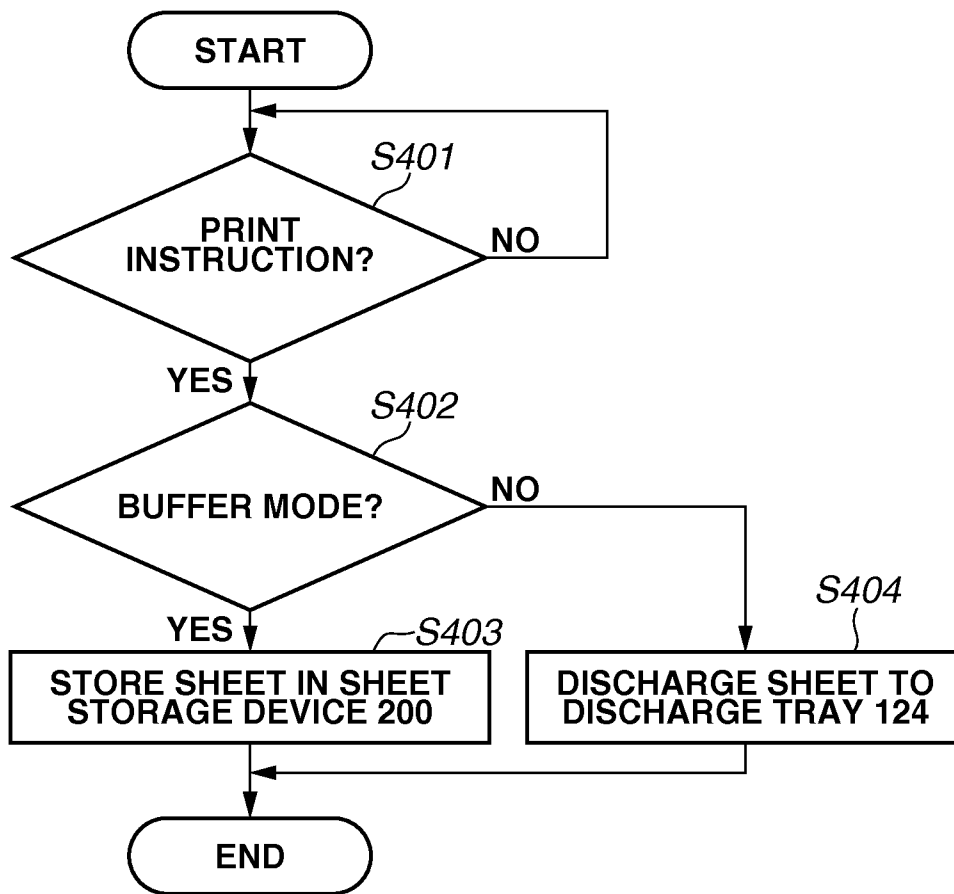 START
S401
PRINT
INSTRUCTION?
NO
YES
S402
BUFFER MODE?
NO
YES
S403
STORE SHEET IN SHEET
STORAGE DEVICE 200
S404
DISCHARGE SHEET TO
DISCHARGE TRAY 124
END